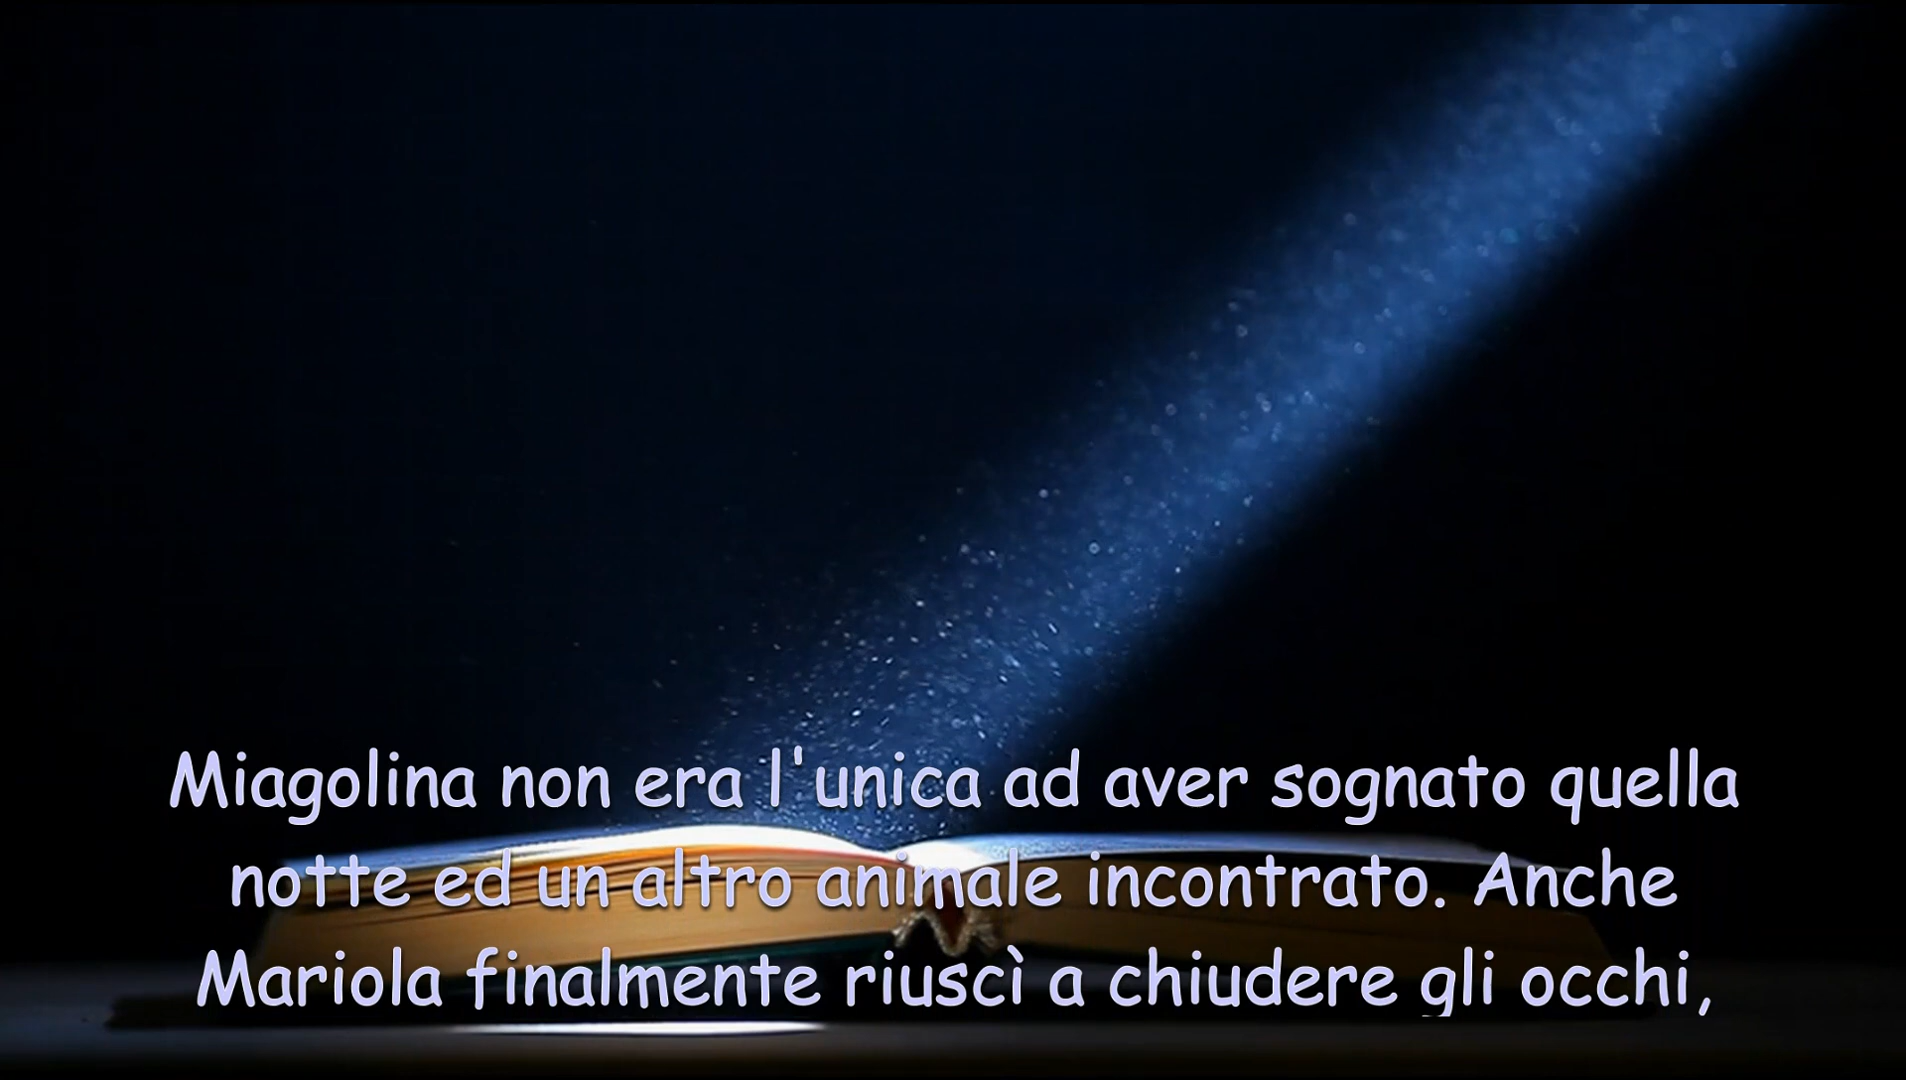 Miagolina non era l'unica ad aver sognato quella
notte ed un altro animale incontrato. Anche
Mariola finalmente riuscì a chiudere gli occhi,